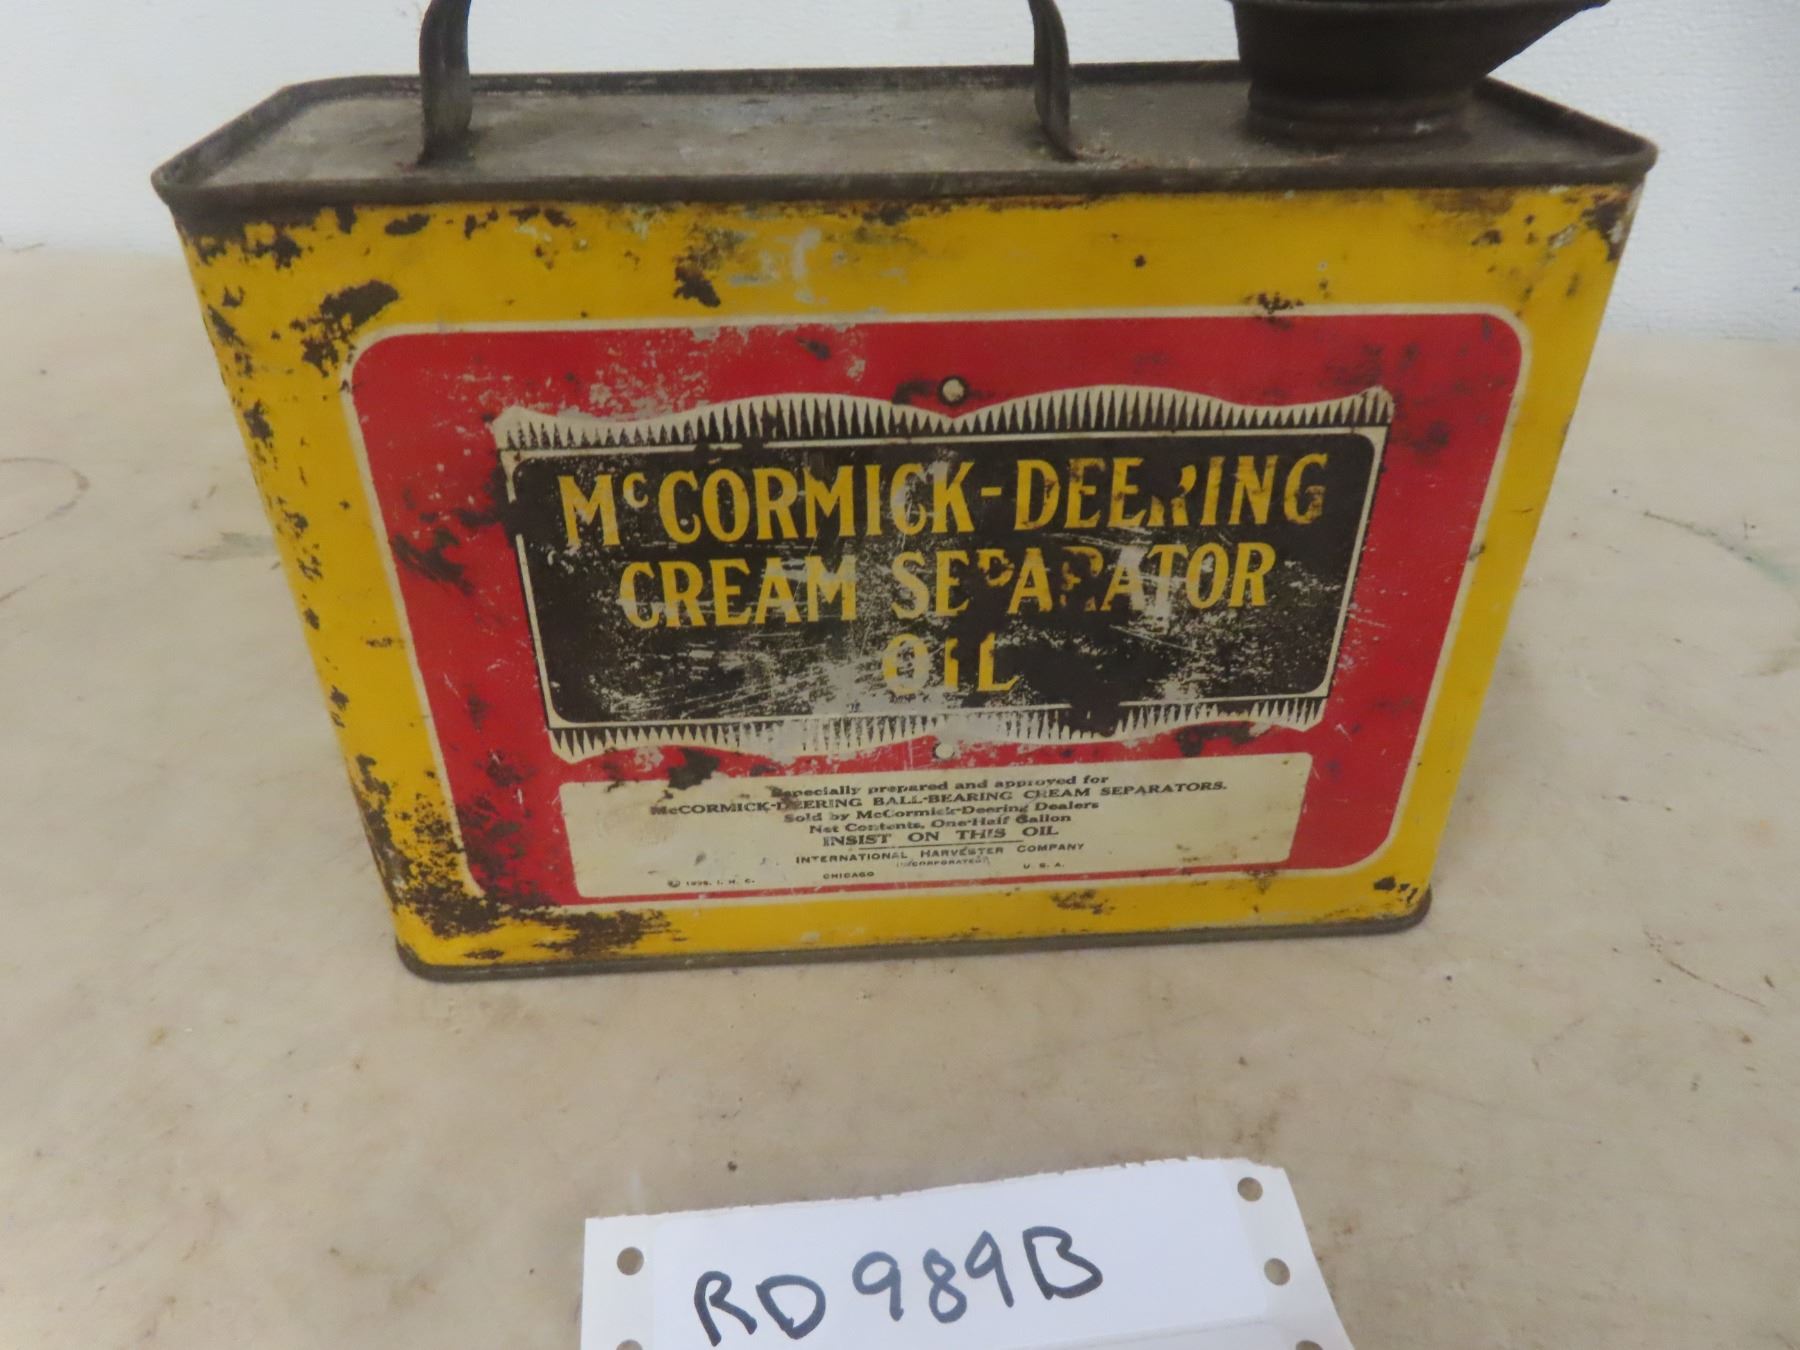 McCORMICK-DEERING
CREAM SEPARATOR
OIL
Especially prepared and approved for
McCORMICK-DEERING BALL-BEARING CREAM SEPARATORS.
Sold by McCormick-Deering Dealers
Net Contents, One-Half Gallon
INSIST ON THIS OIL
INTERNATIONAL HARVESTER COMPANY
INCORPORATED
CHICAGO U. S. A.
© I. H. C.
RD989B